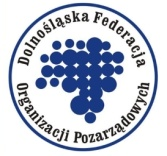 Dolnośląska Federacja
Organizacji Pozarządowych